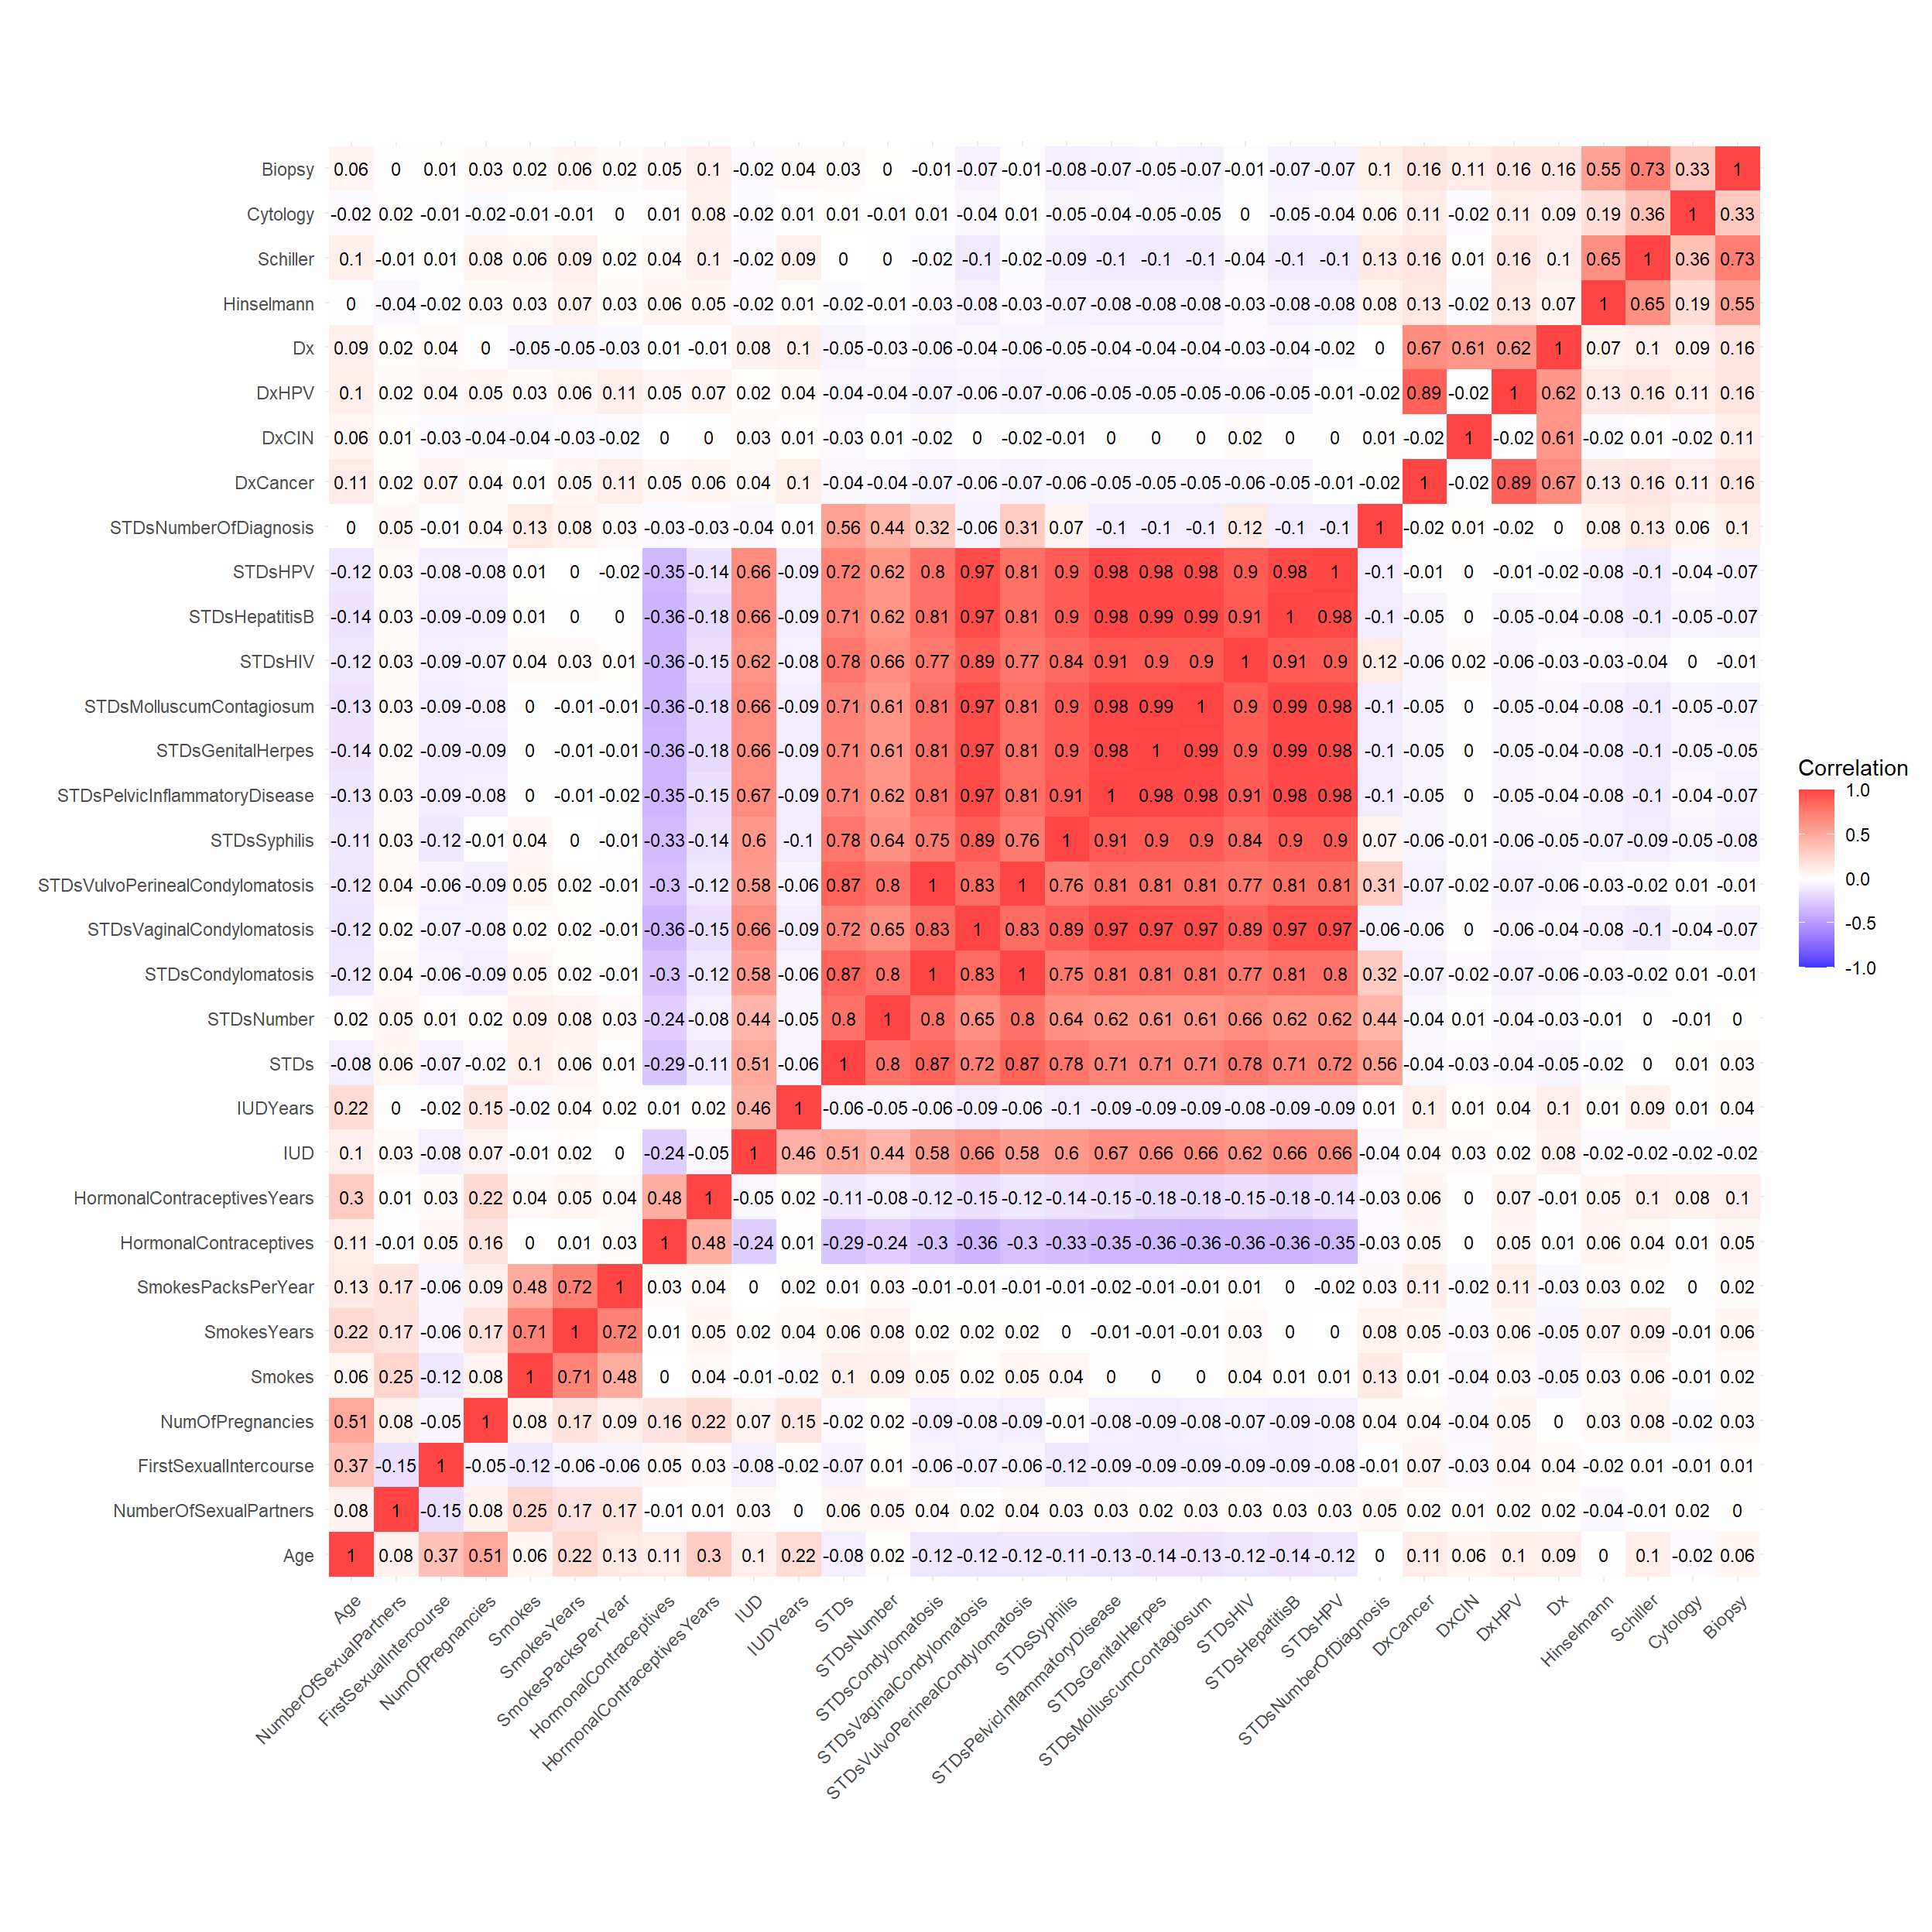 Biopsy 0.06 0 0.01 0.03 0.02 0.06 0.02 0.05 0.1 -0.02 0.04 0.03 0 -0.01 -0.07 -0.01 -0.08 -0.07 -0.05 -0.07 -0.01 -0.07 -0.07 0.1 0.16 0.11 0.16 0.16 0.55 0.73 0.33 1
Cytology -0.02 0.02 -0.01 -0.02 -0.01 -0.01 0 0.01 0.08 -0.02 0.01 0.01 -0.01 0.01 -0.04 0.01 -0.05 -0.04 -0.05 -0.05 0 -0.05 -0.04 0.06 0.11 -0.02 0.11 0.09 0.19 0.36 1 0.33
Schiller 0.1 -0.01 0.01 0.08 0.06 0.09 0.02 0.04 0.1 -0.02 0.09 0 0 -0.02 -0.1 -0.02 -0.09 -0.1 -0.1 -0.1 -0.04 -0.1 -0.1 0.13 0.16 0.01 0.16 0.1 0.65 1 0.36 0.73
Hinselmann 0 -0.04 -0.02 0.03 0.03 0.07 0.03 0.06 0.05 -0.02 0.01 -0.02 -0.01 -0.03 -0.08 -0.03 -0.07 -0.08 -0.08 -0.08 -0.03 -0.08 -0.08 0.08 0.13 -0.02 0.13 0.07 1 0.65 0.19 0.55
Dx 0.09 0.02 0.04 0 -0.05 -0.05 -0.03 0.01 -0.01 0.08 0.1 -0.05 -0.03 -0.06 -0.04 -0.06 -0.05 -0.04 -0.04 -0.04 -0.03 -0.04 -0.02 0 0.67 0.61 0.62 1 0.07 0.1 0.09 0.16
DxHPV 0.1 0.02 0.04 0.05 0.03 0.06 0.11 0.05 0.07 0.02 0.04 -0.04 -0.04 -0.07 -0.06 -0.07 -0.06 -0.05 -0.05 -0.05 -0.06 -0.05 -0.01 -0.02 0.89 -0.02 1 0.62 0.13 0.16 0.11 0.16
DxCIN 0.06 0.01 -0.03 -0.04 -0.04 -0.03 -0.02 0 0 0.03 0.01 -0.03 0.01 -0.02 0 -0.02 -0.01 0 0 0 0.02 0 0 0.01 -0.02 1 -0.02 0.61 -0.02 0.01 -0.02 0.11
DxCancer 0.11 0.02 0.07 0.04 0.01 0.05 0.11 0.05 0.06 0.04 0.1 -0.04 -0.04 -0.07 -0.06 -0.07 -0.06 -0.05 -0.05 -0.05 -0.06 -0.05 -0.01 -0.02 1 -0.02 0.89 0.67 0.13 0.16 0.11 0.16
STDsNumberOfDiagnosis 0 0.05 -0.01 0.04 0.13 0.08 0.03 -0.03 -0.03 -0.04 0.01 0.56 0.44 0.32 -0.06 0.31 0.07 -0.1 -0.1 -0.1 0.12 -0.1 -0.1 1 -0.02 0.01 -0.02 0 0.08 0.13 0.06 0.1
STDsHPV -0.12 0.03 -0.08 -0.08 0.01 0 -0.02 -0.35 -0.14 0.66 -0.09 0.72 0.62 0.8 0.97 0.81 0.9 0.98 0.98 0.98 0.9 0.98 1 -0.1 -0.01 0 -0.01 -0.02 -0.08 -0.1 -0.04 -0.07
STDsHepatitisB -0.14 0.03 -0.09 -0.09 0.01 0 0 -0.36 -0.18 0.66 -0.09 0.71 0.62 0.81 0.97 0.81 0.9 0.98 0.99 0.99 0.91 1 0.98 -0.1 -0.05 0 -0.05 -0.04 -0.08 -0.1 -0.05 -0.07
STDsHIV -0.12 0.03 -0.09 -0.07 0.04 0.03 0.01 -0.36 -0.15 0.62 -0.08 0.78 0.66 0.77 0.89 0.77 0.84 0.91 0.9 0.9 1 0.91 0.9 0.12 -0.06 0.02 -0.06 -0.03 -0.03 -0.04 0 -0.01
STDsMolluscumContagiosum -0.13 0.03 -0.09 -0.08 0 -0.01 -0.01 -0.36 -0.18 0.66 -0.09 0.71 0.61 0.81 0.97 0.81 0.9 0.98 0.99 1 0.9 0.99 0.98 -0.1 -0.05 0 -0.05 -0.04 -0.08 -0.1 -0.05 -0.07
STDsGenitalHerpes -0.14 0.02 -0.09 -0.09 0 -0.01 -0.01 -0.36 -0.18 0.66 -0.09 0.71 0.61 0.81 0.97 0.81 0.9 0.98 1 0.99 0.9 0.99 0.98 -0.1 -0.05 0 -0.05 -0.04 -0.08 -0.1 -0.05 -0.05
STDsPelvicInflammatoryDisease -0.13 0.03 -0.09 -0.08 0 -0.01 -0.02 -0.35 -0.15 0.67 -0.09 0.71 0.62 0.81 0.97 0.81 0.91 1 0.98 0.98 0.91 0.98 0.98 -0.1 -0.05 0 -0.05 -0.04 -0.08 -0.1 -0.04 -0.07
STDsSyphilis -0.11 0.03 -0.12 -0.01 0.04 0 -0.01 -0.33 -0.14 0.6 -0.1 0.78 0.64 0.75 0.89 0.76 1 0.91 0.9 0.9 0.84 0.9 0.9 0.07 -0.06 -0.01 -0.06 -0.05 -0.07 -0.09 -0.05 -0.08
STDsVulvoPerinealCondylomatosis -0.12 0.04 -0.06 -0.09 0.05 0.02 -0.01 -0.3 -0.12 0.58 -0.06 0.87 0.8 1 0.83 1 0.76 0.81 0.81 0.81 0.77 0.81 0.81 0.31 -0.07 -0.02 -0.07 -0.06 -0.03 -0.02 0.01 -0.01
STDsVaginalCondylomatosis -0.12 0.02 -0.07 -0.08 0.02 0.02 -0.01 -0.36 -0.15 0.66 -0.09 0.72 0.65 0.83 1 0.83 0.89 0.97 0.97 0.97 0.89 0.97 0.97 -0.06 -0.06 0 -0.06 -0.04 -0.08 -0.1 -0.04 -0.07
STDsCondylomatosis -0.12 0.04 -0.06 -0.09 0.05 0.02 -0.01 -0.3 -0.12 0.58 -0.06 0.87 0.8 1 0.83 1 0.75 0.81 0.81 0.81 0.77 0.81 0.8 0.32 -0.07 -0.02 -0.07 -0.06 -0.03 -0.02 0.01 -0.01
STDsNumber 0.02 0.05 0.01 0.02 0.09 0.08 0.03 -0.24 -0.08 0.44 -0.05 0.8 1 0.8 0.65 0.8 0.64 0.62 0.61 0.61 0.66 0.62 0.62 0.44 -0.04 0.01 -0.04 -0.03 -0.01 0 -0.01 0
STDs -0.08 0.06 -0.07 -0.02 0.1 0.06 0.01 -0.29 -0.11 0.51 -0.06 1 0.8 0.87 0.72 0.87 0.78 0.71 0.71 0.71 0.78 0.71 0.72 0.56 -0.04 -0.03 -0.04 -0.05 -0.02 0 0.01 0.03
IUDYears 0.22 0 -0.02 0.15 -0.02 0.04 0.02 0.01 0.02 0.46 1 -0.06 -0.05 -0.06 -0.09 -0.06 -0.1 -0.09 -0.09 -0.09 -0.08 -0.09 -0.09 0.01 0.1 0.01 0.04 0.1 0.01 0.09 0.01 0.04
IUD 0.1 0.03 -0.08 0.07 -0.01 0.02 0 -0.24 -0.05 1 0.46 0.51 0.44 0.58 0.66 0.58 0.6 0.67 0.66 0.66 0.62 0.66 0.66 -0.04 0.04 0.03 0.02 0.08 -0.02 -0.02 -0.02 -0.02
HormonalContraceptivesYears 0.3 0.01 0.03 0.22 0.04 0.05 0.04 0.48 1 -0.05 0.02 -0.11 -0.08 -0.12 -0.15 -0.12 -0.14 -0.15 -0.18 -0.18 -0.15 -0.18 -0.14 -0.03 0.06 0 0.07 -0.01 0.05 0.1 0.08 0.1
HormonalContraceptives 0.11 -0.01 0.05 0.16 0 0.01 0.03 1 0.48 -0.24 0.01 -0.29 -0.24 -0.3 -0.36 -0.3 -0.33 -0.35 -0.36 -0.36 -0.36 -0.36 -0.35 -0.03 0.05 0 0.05 0.01 0.06 0.04 0.01 0.05
SmokesPacksPerYear 0.13 0.17 -0.06 0.09 0.48 0.72 1 0.03 0.04 0 0.02 0.01 0.03 -0.01 -0.01 -0.01 -0.01 -0.02 -0.01 -0.01 0.01 0 -0.02 0.03 0.11 -0.02 0.11 -0.03 0.03 0.02 0 0.02
SmokesYears 0.22 0.17 -0.06 0.17 0.71 1 0.72 0.01 0.05 0.02 0.04 0.06 0.08 0.02 0.02 0.02 0 -0.01 -0.01 -0.01 0.03 0 0 0.08 0.05 -0.03 0.06 -0.05 0.07 0.09 -0.01 0.06
Smokes 0.06 0.25 -0.12 0.08 1 0.71 0.48 0 0.04 -0.01 -0.02 0.1 0.09 0.05 0.02 0.05 0.04 0 0 0 0.04 0.01 0.01 0.13 0.01 -0.04 0.03 -0.05 0.03 0.06 -0.01 0.02
NumOfPregnancies 0.51 0.08 -0.05 1 0.08 0.17 0.09 0.16 0.22 0.07 0.15 -0.02 0.02 -0.09 -0.08 -0.09 -0.01 -0.08 -0.09 -0.08 -0.07 -0.09 -0.08 0.04 0.04 -0.04 0.05 0 0.03 0.08 -0.02 0.03
FirstSexualIntercourse 0.37 -0.15 1 -0.05 -0.12 -0.06 -0.06 0.05 0.03 -0.08 -0.02 -0.07 0.01 -0.06 -0.07 -0.06 -0.12 -0.09 -0.09 -0.09 -0.09 -0.09 -0.08 -0.01 0.07 -0.03 0.04 0.04 -0.02 0.01 -0.01 0.01
NumberOfSexualPartners 0.08 1 -0.15 0.08 0.25 0.17 0.17 -0.01 0.01 0.03 0 0.06 0.05 0.04 0.02 0.04 0.03 0.03 0.02 0.03 0.03 0.03 0.03 0.05 0.02 0.01 0.02 0.02 -0.04 -0.01 0.02 0
Age 1 0.08 0.37 0.51 0.06 0.22 0.13 0.11 0.3 0.1 0.22 -0.08 0.02 -0.12 -0.12 -0.12 -0.11 -0.13 -0.14 -0.13 -0.12 -0.14 -0.12 0 0.11 0.06 0.1 0.09 0 0.1 -0.02 0.06
Age
NumberOfSexualPartners
FirstSexualIntercourse
NumOfPregnancies
Smokes
SmokesYears
SmokesPacksPerYear
HormonalContraceptives
HormonalContraceptivesYears
IUD
IUDYears
STDs
STDsNumber
STDsCondylomatosis
STDsVaginalCondylomatosis
STDsVulvoPerinealCondylomatosis
STDsSyphilis
STDsPelvicInflammatoryDisease
STDsGenitalHerpes
STDsMolluscumContagiosum
STDsHIV
STDsHepatitisB
STDsHPV
STDsNumberOfDiagnosis
DxCancer
DxCIN
DxHPV
Dx
Hinselmann
Schiller
Cytology
Biopsy
Correlation
1.0
0.5
0.0
-0.5
-1.0